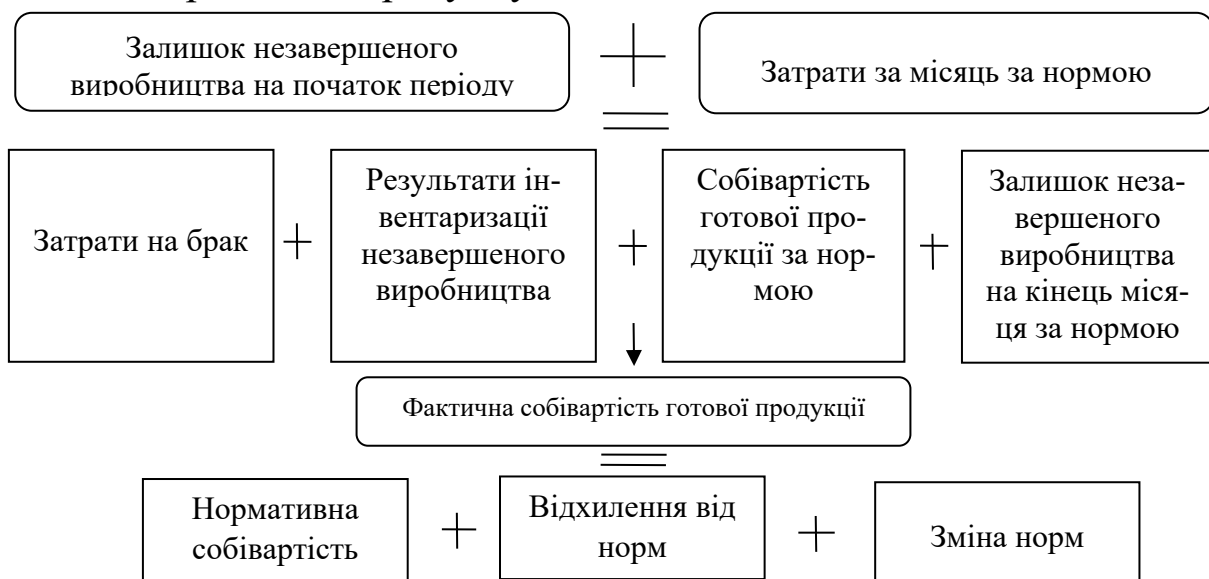 Залишок незавершеного
виробництва на початок періоду
+
Затрати за місяць за нормою
=
Затрати на брак
+
Результати ін-
вентаризації
незавершеного
виробництва
+
Собівартість
готової про-
дукції за нор-
мою
+
Залишок неза-
вершеного
виробництва
на кінець міся-
ця за нормою
Фактична собівартість готової продукції
=
Нормативна
собівартість
+
Відхилення від
норм
+
Зміна норм